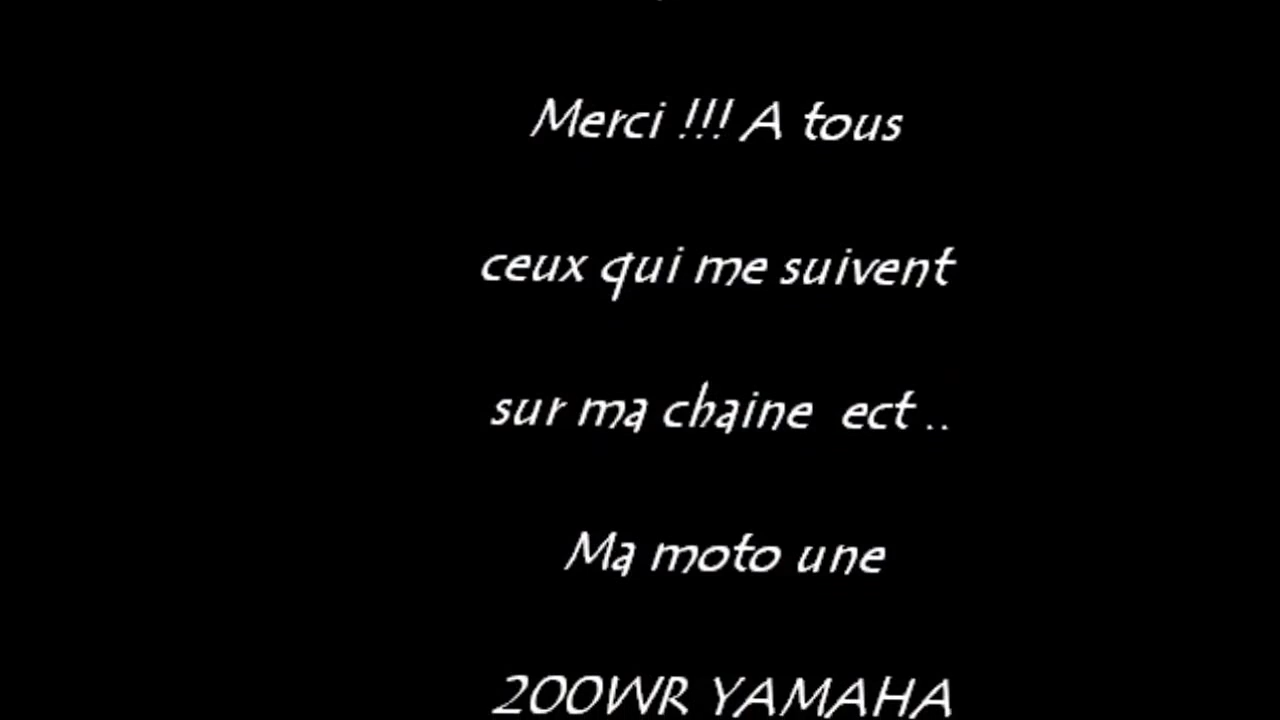 Merci !!! A tous
ceux qui me suivent
sur ma chaine ect ..
Ma moto une
200WR YAMAHA